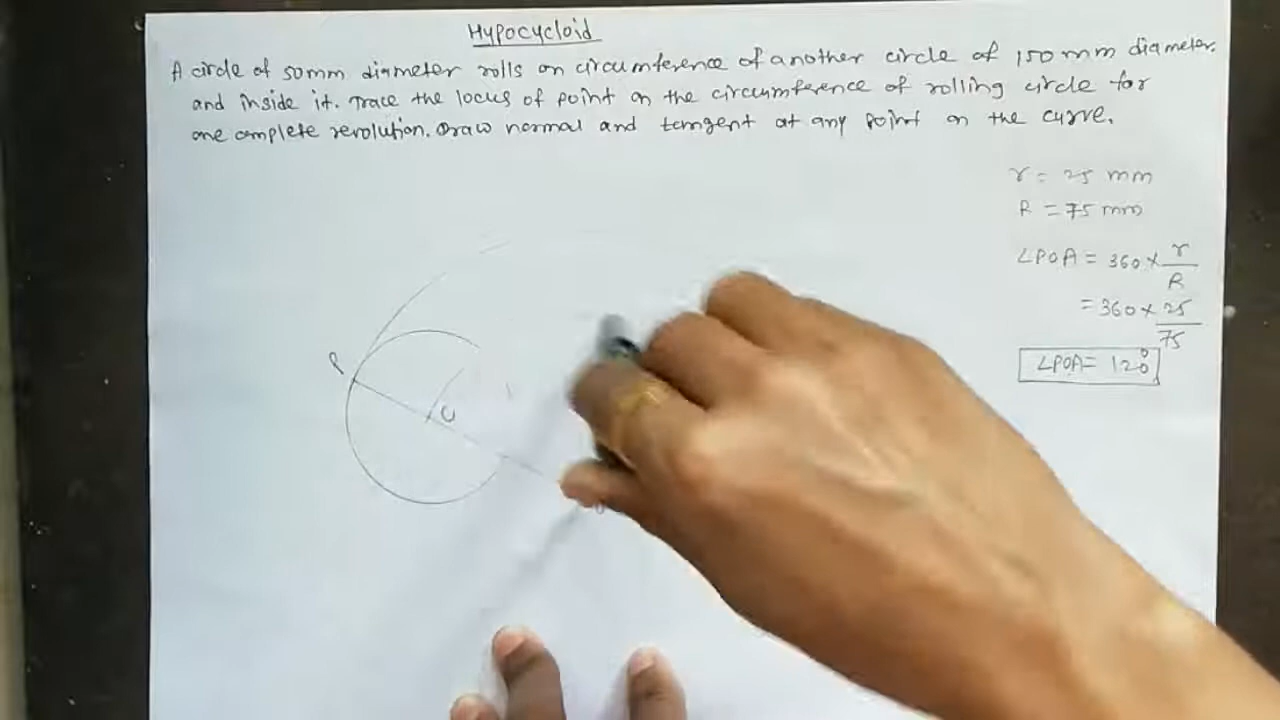 Hypocycloid
A circle of 50mm diameter rolls on circumference of another circle of 150mm diameter.
and inside it. Trace the locus of point on the circumference of rolling circle for
one complete revolution. Draw normal and tangent at any point on the curve.
r = 25 mm
R = 75 mm
∠POA = 360 × r/R
= 360 × 25/75
∠POA = 120°
P
C
O